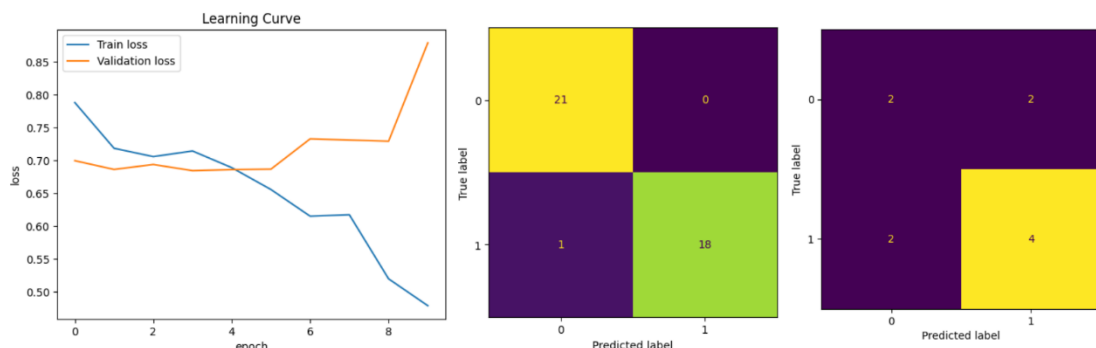 Learning Curve
Train loss
Validation loss
0.85
0.80
0.75
0.70
0.65
0.60
0.55
0.50
loss
0 2 4 6 8
epoch
True label
0
1
21 0
1 18
0 1
Predicted label
True label
0
1
2 2
2 4
0 1
Predicted label